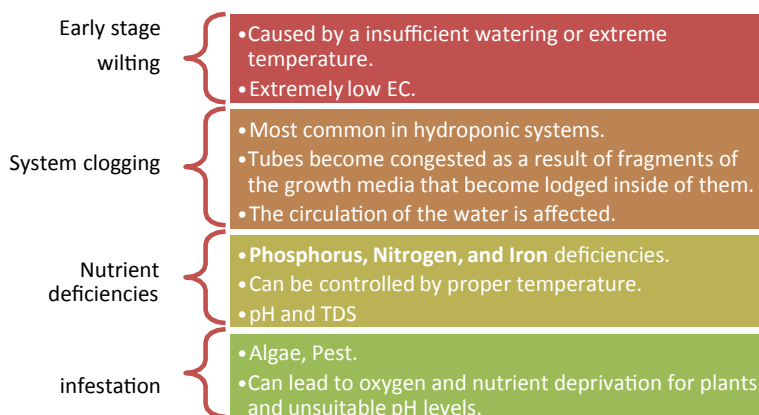 Early stage
wilting
•Caused by a insufficient watering or extreme
temperature.
•Extremely low EC.
System clogging
•Most common in hydroponic systems.
•Tubes become congested as a result of fragments of
the growth media that become lodged inside of them.
•The circulation of the water is affected.
Nutrient
deficiencies
•Phosphorus, Nitrogen, and Iron deficiencies.
•Can be controlled by proper temperature.
•pH and TDS
infestation
•Algae, Pest.
•Can lead to oxygen and nutrient deprivation for plants
and unsuitable pH levels.